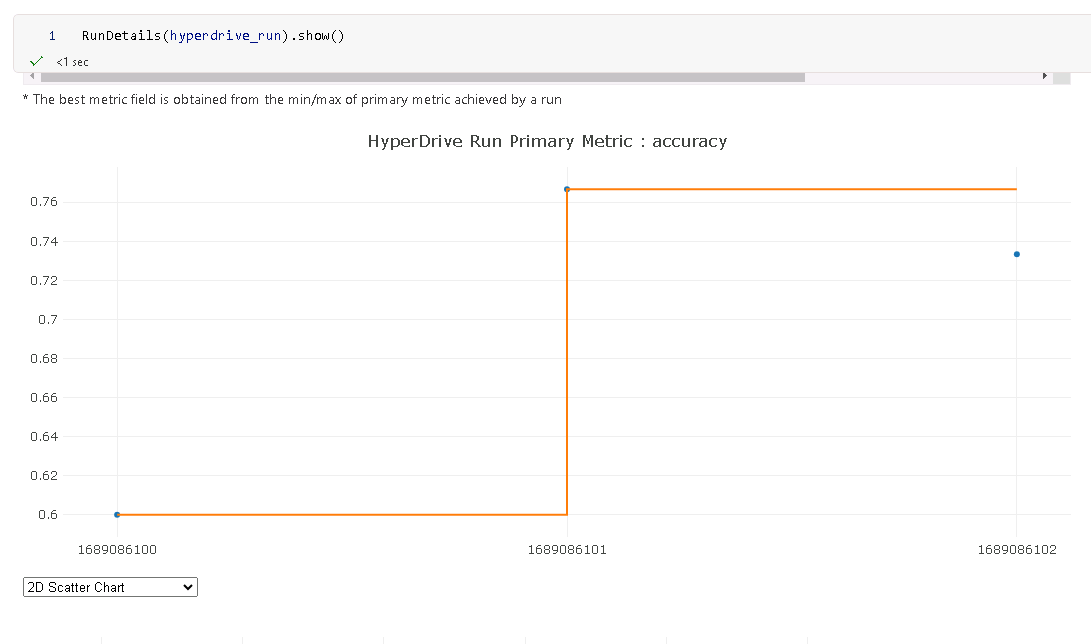 1 RunDetails(hyperdrive_run).show()
<1 sec
* The best metric field is obtained from the min/max of primary metric achieved by a run
HyperDrive Run Primary Metric : accuracy
0.76
0.74
0.72
0.7
0.68
0.66
0.64
0.62
0.6
1689086100 1689086101 1689086102
2D Scatter Chart